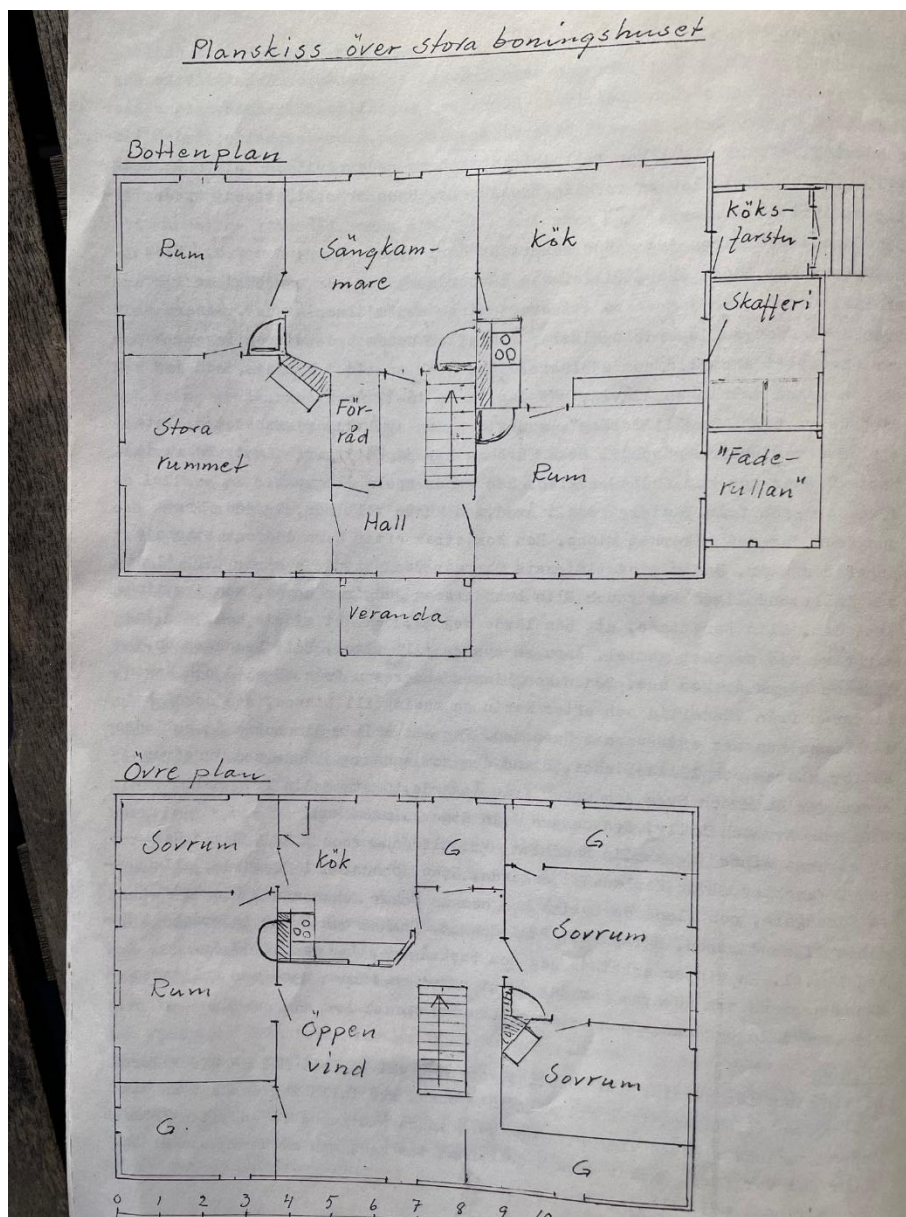 Planskiss över stora boningshuset
Bottenplan
Rum
Sängkam-
mare
Kök
Köks-
farstu
Skafferi
För-
råd
Stora
rummet
Rum
"Fade-
rullan"
Hall
Veranda
Övre plan
Sovrum
Kök
G
G
Sovrum
Rum
Öppen
vind
Sovrum
G.
G
0 1 2 3 4 5 6 7 8 9 10